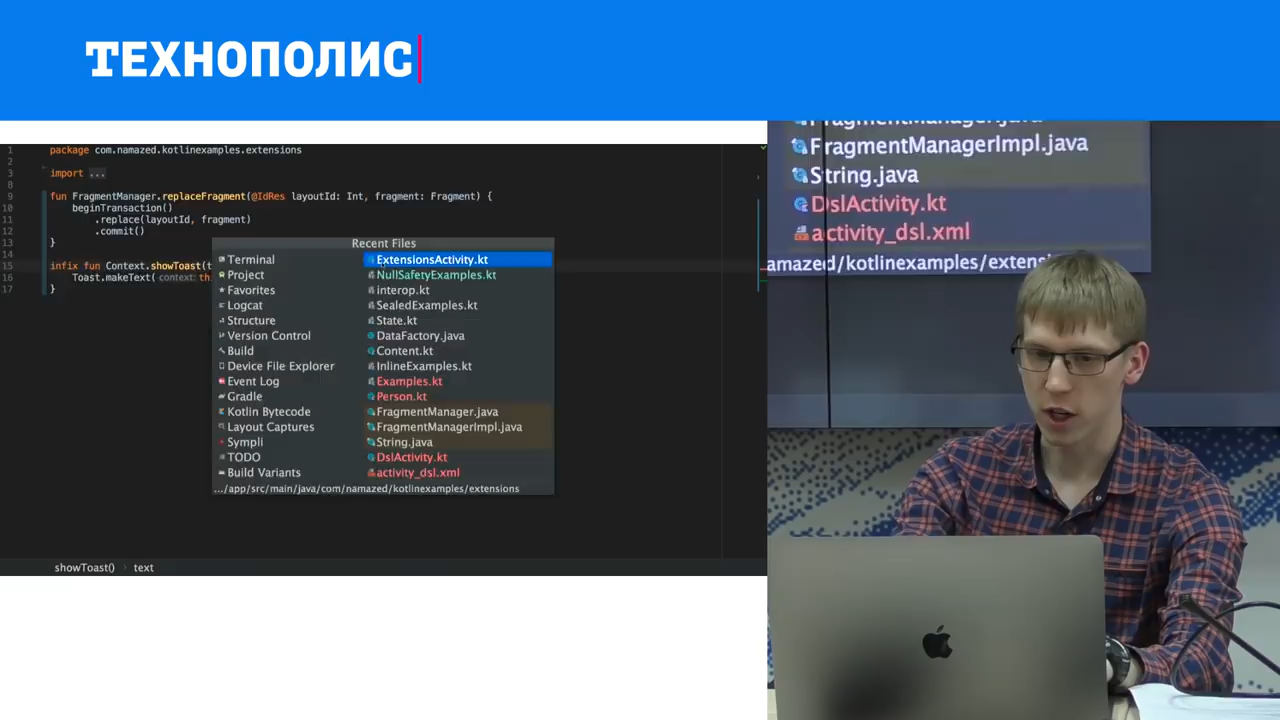 ТЕХНОПОЛИС
1 package com.namazed.kotlinexamples.extensions
2
3 import ...
8
9 fun FragmentManager.replaceFragment(@IdRes layoutId: Int, fragment: Fragment) {
10 beginTransaction()
11 .replace(layoutId, fragment)
12 .commit()
13 }
14
15 infix fun Context.showToast(t
16 Toast.makeText( context: th
17 }
Recent Files
Terminal
Project
Favorites
Logcat
Structure
Version Control
Build
Device File Explorer
Event Log
Gradle
Kotlin Bytecode
Layout Captures
Sympli
TODO
Build Variants
ExtensionsActivity.kt
NullSafetyExamples.kt
interop.kt
SealedExamples.kt
State.kt
DataFactory.java
Content.kt
InlineExamples.kt
Examples.kt
Person.kt
FragmentManager.java
FragmentManagerImpl.java
String.java
DslActivity.kt
activity_dsl.xml
.../app/src/main/java/com/namazed/kotlinexamples/extensions
showToast() › text
FragmentManager.java
FragmentManagerImpl.java
String.java
DslActivity.kt
activity_dsl.xml
amazed/kotlinexamples/extensi